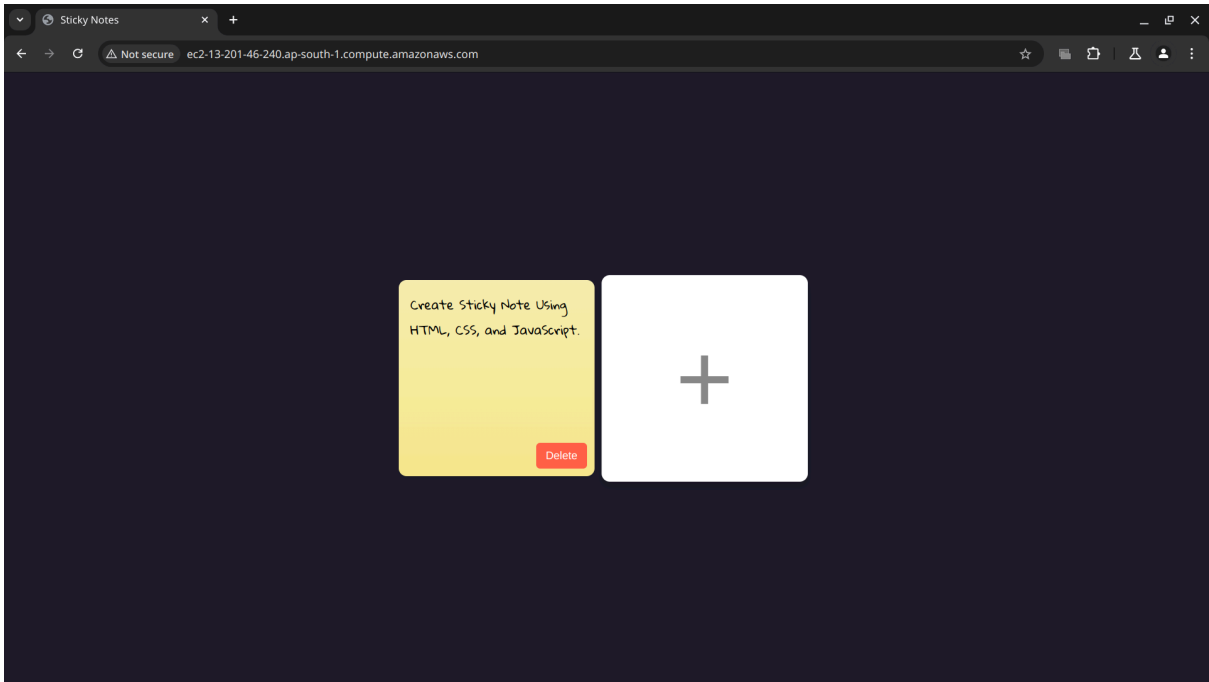 Sticky Notes
Not secure
ec2-13-201-46-240.ap-south-1.compute.amazonaws.com
Create Sticky Note Using
HTML, CSS, and JavaScript.
Delete